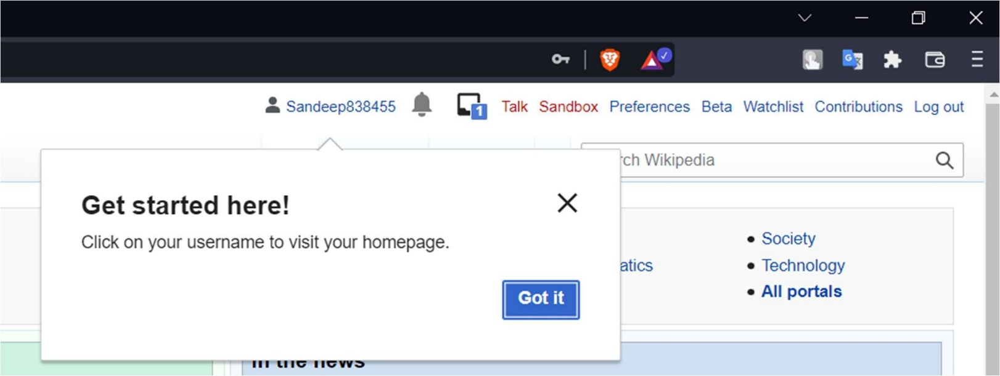 Sandeep838455 1 Talk Sandbox Preferences Beta Watchlist Contributions Log out
rch Wikipedia
Get started here!
Click on your username to visit your homepage.
Got it
atics
• Society
• Technology
• All portals
In the news